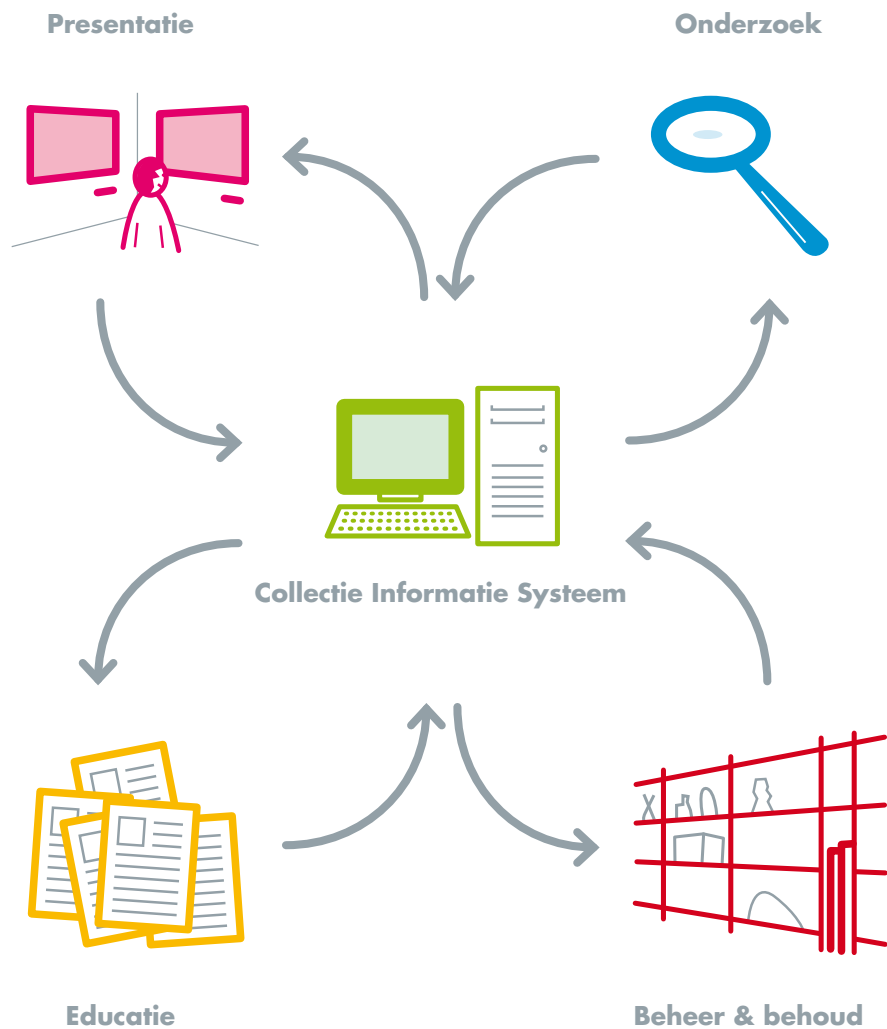 Presentatie
Onderzoek
Collectie Informatie Systeem
Educatie
Beheer & behoud